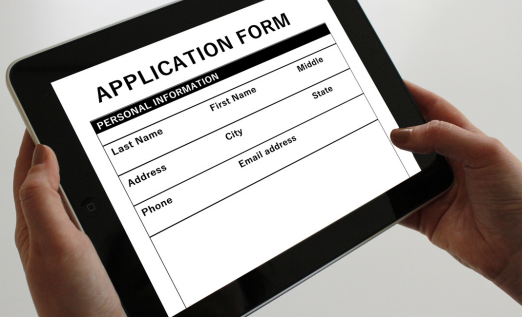 APPLICATION FORM
PERSONAL INFORMATION
Last Name First Name Middle
Address City State
Phone Email address